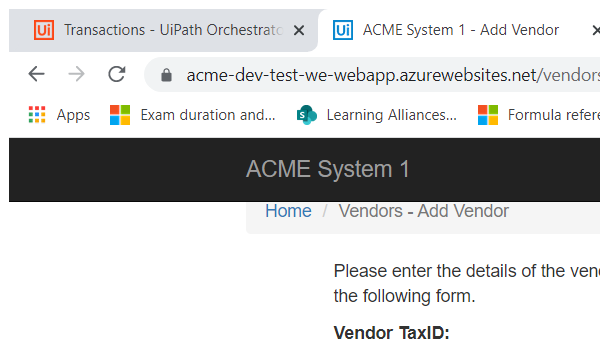 Ui Transactions - UiPath Orchestrato Ui ACME System 1 - Add Vendor
acme-dev-test-we-webapp.azurewebsites.net/vendors
Apps Exam duration and... S Learning Alliances... Formula refere
ACME System 1
Home / Vendors - Add Vendor
Please enter the details of the ven
the following form.
Vendor TaxID: